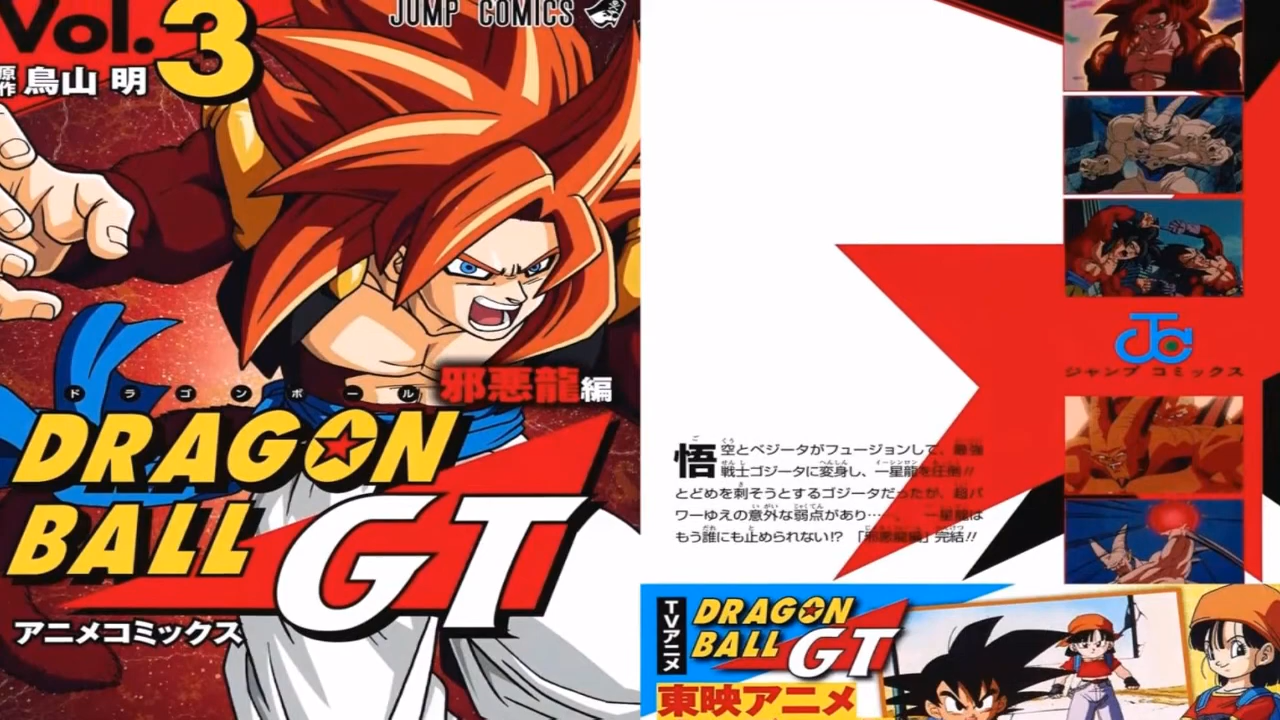 Vol.3
JUMP COMICS
原作 鳥山 明
邪悪龍編
ドラゴンボール
DRAGON
BALL
GT
アニメコミックス
ジャンプ コミックス
悟空とベジータがフュージョンして、最強
戦士ゴジータに変身し、一星龍を圧倒!!
とどめを刺そうとするゴジータだったが、超パ
ワーゆえの意外な弱点があり……。一星龍は
もう誰にも止められない!?「邪悪龍編」完結!!
TVアニメ
DRAGON
BALL
GT
東映アニメ